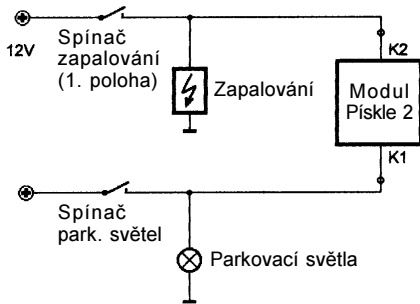 12V
Spínač
zapalování
(1. poloha)
Zapalování
K2
Modul
Pískle 2
K1
Spínač
park. světel
Parkovací světla